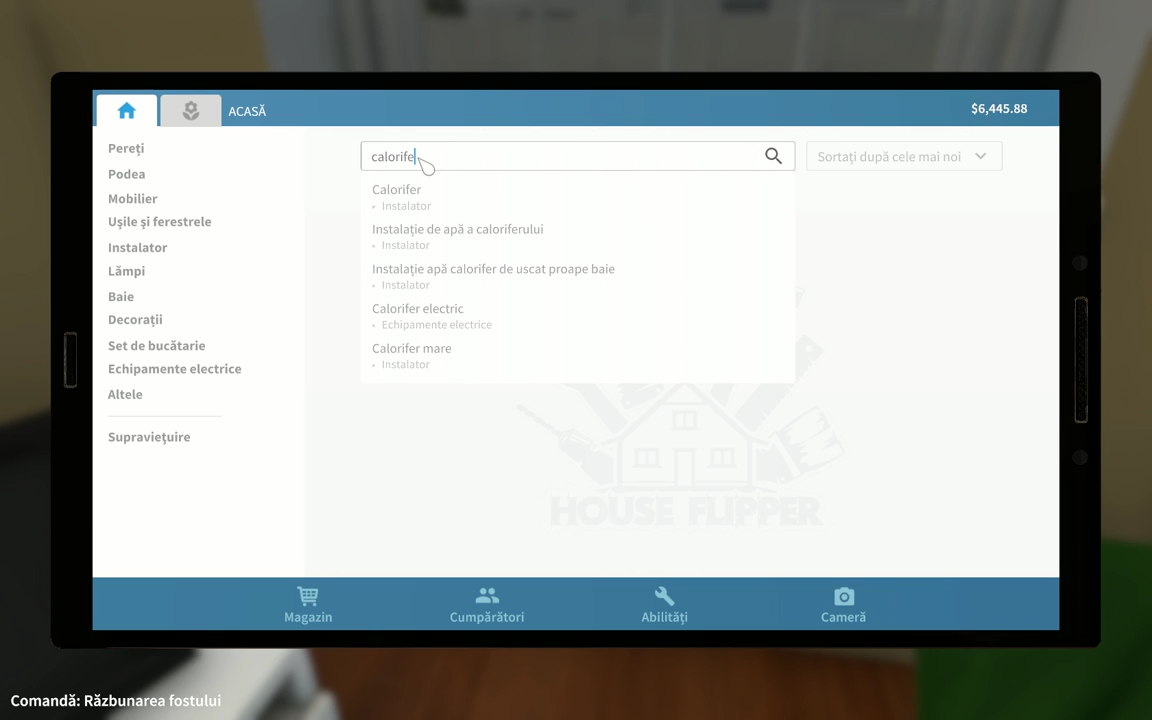 ACASĂ
$6,445.88
Pereți
Podea
Mobilier
Ușile și ferestrele
Instalator
Lămpi
Baie
Decorații
Set de bucătarie
Echipamente electrice
Altele
Supraviețuire
calorife
Sortați după cele mai noi
Calorifer
• Instalator
Instalație de apă a caloriferului
• Instalator
Instalație apă calorifer de uscat proape baie
• Instalator
Calorifer electric
• Echipamente electrice
Calorifer mare
• Instalator
HOUSE FLIPPER
Magazin
Cumpărători
Abilități
Cameră
Comandă: Răzbunarea fostului